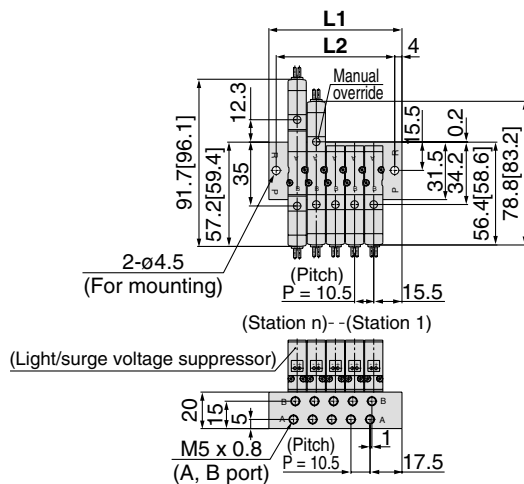 L1
L2
4
Manual
override
12.3
91.7[96.1]
57.2[59.4]
35
15.5
0.2
31.5
34.2
56.4[58.6]
78.8[83.2]
R
P
R
P
A
A
A
A
A
B
B
B
B
B
2-ø4.5
(For mounting)
(Pitch)
P = 10.5
15.5
(Station n)- -(Station 1)
(Light/surge voltage suppressor)
20
15
5
B
B
A
A
1
M5 x 0.8
(A, B port)
(Pitch)
P = 10.5
17.5